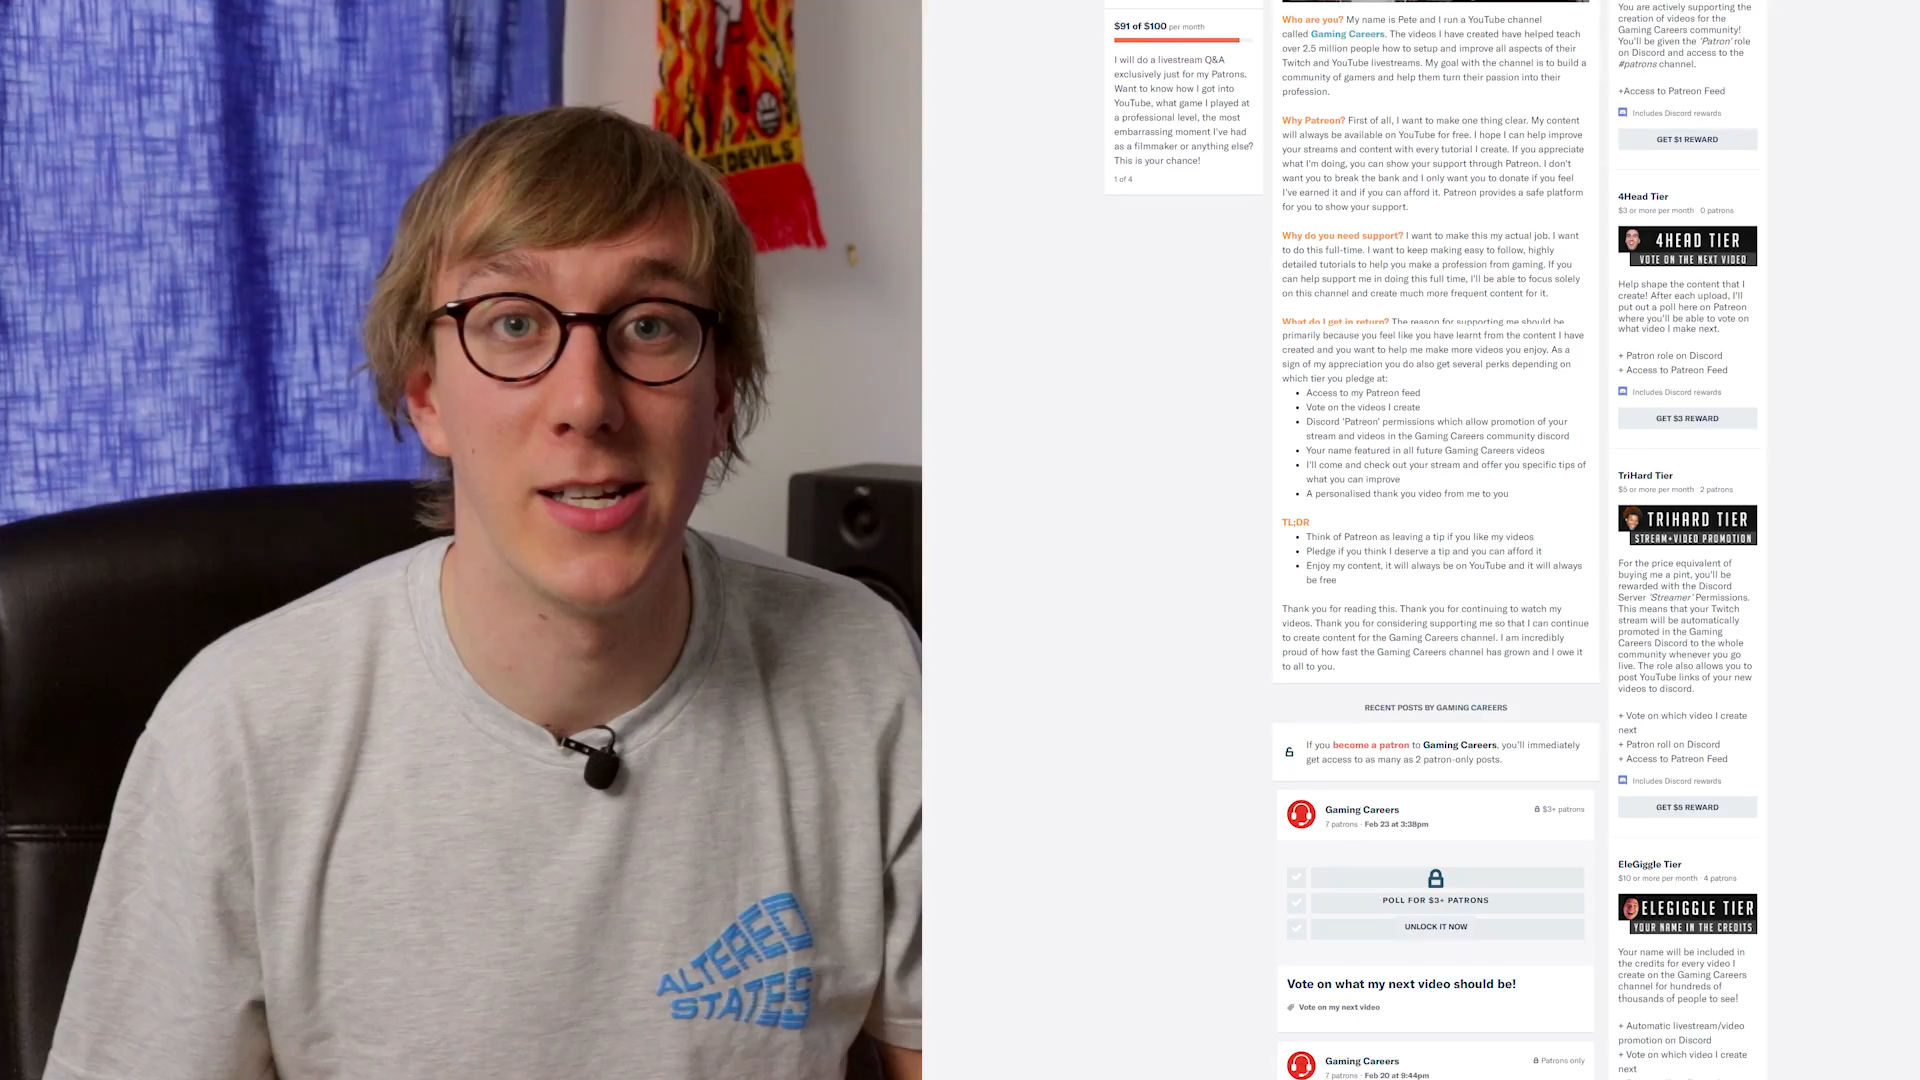 E DEVILS
ALTERED
STATES
$91 of $100 per month
I will do a livestream Q&A
exclusively just for my Patrons.
Want to know how I got into
YouTube, what game I played at
a professional level, the most
embarrassing moment I've had
as a filmmaker or anything else?
This is your chance!
1 of 4
Who are you? My name is Pete and I run a YouTube channel
called Gaming Careers. The videos I have created have helped teach
over 2.5 million people how to setup and improve all aspects of their
Twitch and YouTube livestreams. My goal with the channel is to build a
community of gamers and help them turn their passion into their
profession.
Why Patreon? First of all, I want to make one thing clear. My content
will always be available on YouTube for free. I hope I can help improve
your streams and content with every tutorial I create. If you appreciate
what I'm doing, you can show your support through Patreon. I don't
want you to break the bank and I only want you to donate if you feel
I've earned it and if you can afford it. Patreon provides a safe platform
for you to show your support.
Why do you need support? I want to make this my actual job. I want
to do this full-time. I want to keep making easy to follow, highly
detailed tutorials to help you make a profession from gaming. If you
can help support me in doing this full time, I'll be able to focus solely
on this channel and create much more frequent content for it.
What do I get in return? The reason for supporting me should be
primarily because you feel like you have learnt from the content I have
created and you want to help me make more videos you enjoy. As a
sign of my appreciation you do also get several perks depending on
which tier you pledge at:
• Access to my Patreon feed
• Vote on the videos I create
• Discord 'Patreon' permissions which allow promotion of your
stream and videos in the Gaming Careers community discord
• Your name featured in all future Gaming Careers videos
• I'll come and check out your stream and offer you specific tips of
what you can improve
• A personalised thank you video from me to you
TL;DR
• Think of Patreon as leaving a tip if you like my videos
• Pledge if you think I deserve a tip and you can afford it
• Enjoy my content, it will always be on YouTube and it will always
be free
Thank you for reading this. Thank you for continuing to watch my
videos. Thank you for considering supporting me so that I can continue
to create content for the Gaming Careers channel. I am incredibly
proud of how fast the Gaming Careers channel has grown and I owe it
to all to you.
RECENT POSTS BY GAMING CAREERS
If you become a patron to Gaming Careers, you'll immediately
get access to as many as 2 patron-only posts.
Gaming Careers
$3+ patrons
7 patrons · Feb 23 at 3:38pm
POLL FOR $3+ PATRONS
UNLOCK IT NOW
Vote on what my next video should be!
Vote on my next video
Gaming Careers
Patrons only
7 patrons · Feb 20 at 9:44pm
You are actively supporting the
creation of videos for the
Gaming Careers community!
You'll be given the 'Patron' role
on Discord and access to the
#patrons channel.
+Access to Patreon Feed
Includes Discord rewards
GET $1 REWARD
4Head Tier
$3 or more per month · 0 patrons
4HEAD TIER
VOTE ON THE NEXT VIDEO
Help shape the content that I
create! After each upload, I'll
put out a poll here on Patreon
where you'll be able to vote on
what video I make next.
+ Patron role on Discord
+ Access to Patreon Feed
Includes Discord rewards
GET $3 REWARD
TriHard Tier
$5 or more per month · 2 patrons
TRIHARD TIER
STREAM+VIDEO PROMOTION
For the price equivalent of
buying me a pint, you'll be
rewarded with the Discord
Server 'Streamer' Permissions.
This means that your Twitch
stream will be automatically
promoted in the Gaming
Careers Discord to the whole
community whenever you go
live. The role also allows you to
post YouTube links of your new
videos to discord.
+ Vote on which video I create
next
+ Patron roll on Discord
+ Access to Patreon Feed
Includes Discord rewards
GET $5 REWARD
EleGiggle Tier
$10 or more per month · 4 patrons
ELEGIGGLE TIER
YOUR NAME IN THE CREDITS
Your name will be included in
the credits for every video I
create on the Gaming Careers
channel for hundreds of
thousands of people to see!
+ Automatic livestream/video
promotion on Discord
+ Vote on which video I create
next